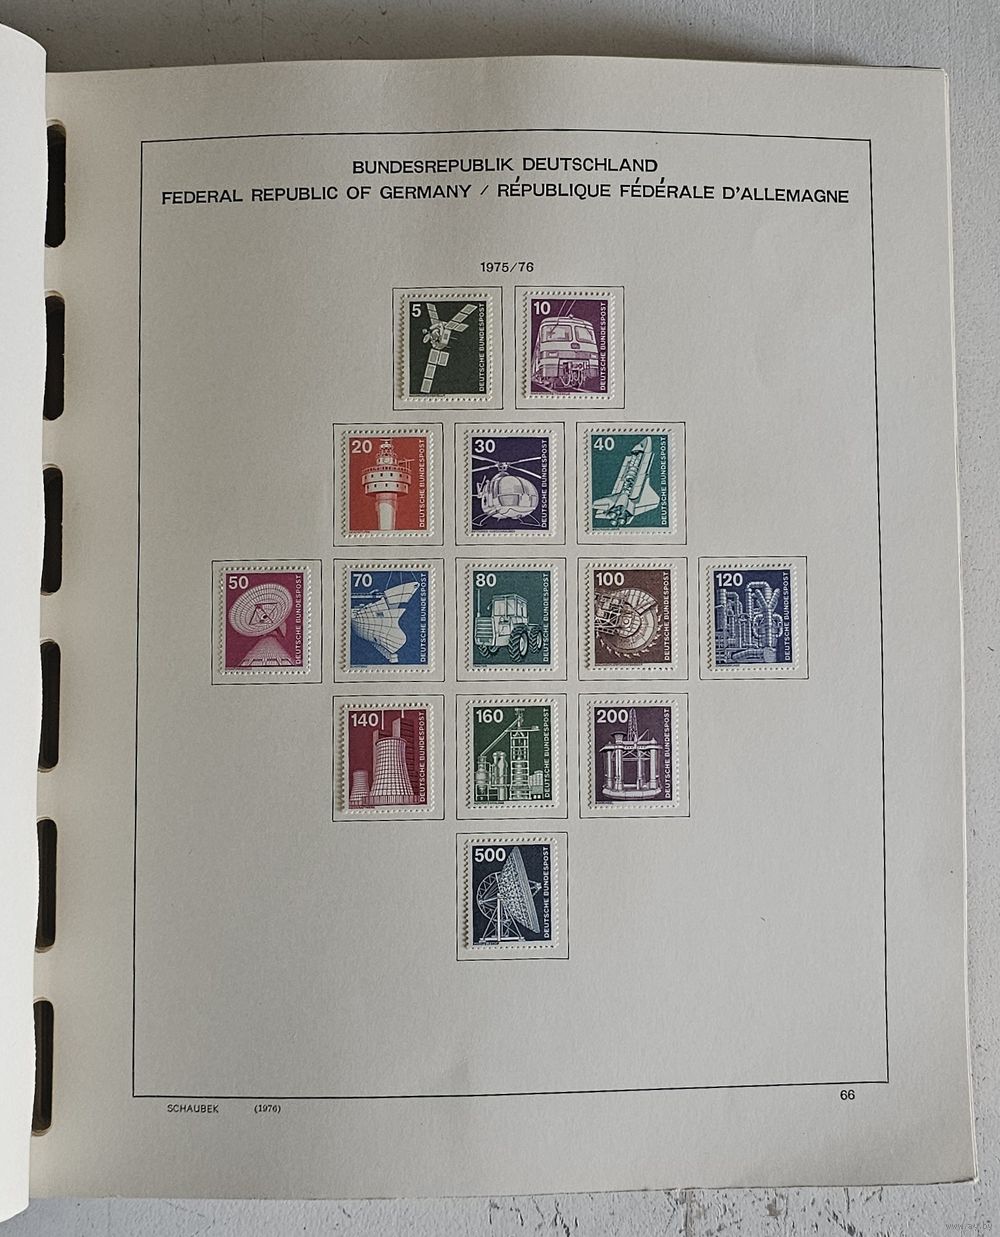 BUNDESREPUBLIK DEUTSCHLAND
FEDERAL REPUBLIC OF GERMANY / RÉPUBLIQUE FÉDÉRALE D'ALLEMAGNE
1975/76
5
DEUTSCHE BUNDESPOST
10
DEUTSCHE BUNDESPOST
20
DEUTSCHE BUNDESPOST
30
DEUTSCHE BUNDESPOST
40
DEUTSCHE BUNDESPOST
50
DEUTSCHE BUNDESPOST
70
DEUTSCHE BUNDESPOST
80
DEUTSCHE BUNDESPOST
100
DEUTSCHE BUNDESPOST
120
DEUTSCHE BUNDESPOST
140
DEUTSCHE BUNDESPOST
160
DEUTSCHE BUNDESPOST
200
DEUTSCHE BUNDESPOST
500
DEUTSCHE BUNDESPOST
SCHAUBEK (1976) 66